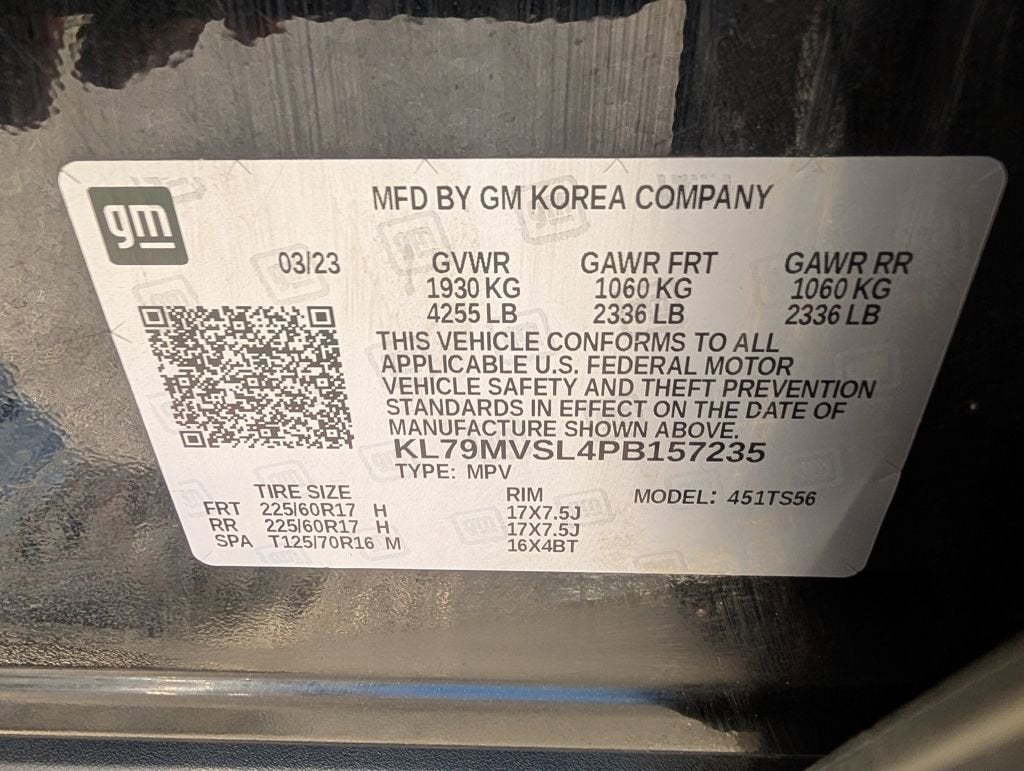 gm
MFD BY GM KOREA COMPANY
03/23 GVWR GAWR FRT GAWR RR
1930 KG 1060 KG 1060 KG
4255 LB 2336 LB 2336 LB
THIS VEHICLE CONFORMS TO ALL
APPLICABLE U.S. FEDERAL MOTOR
VEHICLE SAFETY AND THEFT PREVENTION
STANDARDS IN EFFECT ON THE DATE OF
MANUFACTURE SHOWN ABOVE.
KL79MVSL4PB157235
TYPE: MPV
TIRE SIZE RIM MODEL: 451TS56
FRT 225/60R17 H 17X7.5J
RR 225/60R17 H 17X7.5J
SPA T125/70R16 M 16X4BT